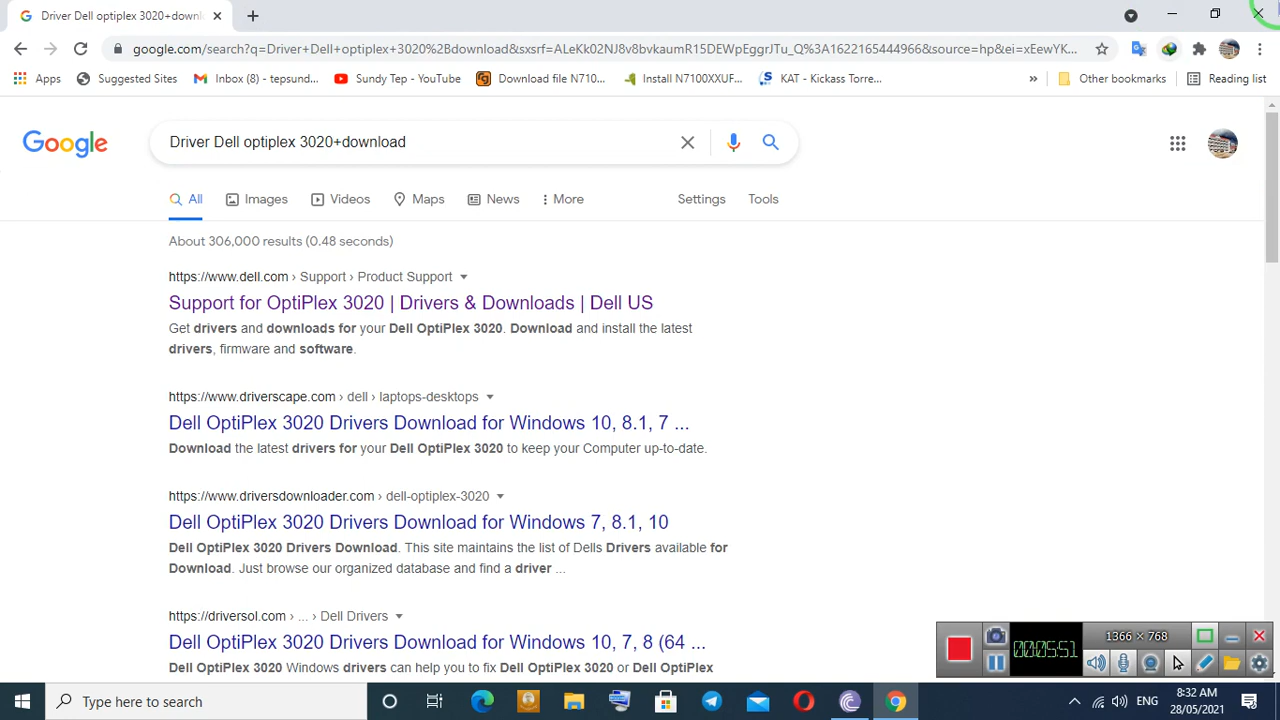 Driver Dell optiplex 3020+downl
google.com/search?q=Driver+Dell+optiplex+3020%2Bdownload&sxsrf=ALeKk02NJ8v8bvkaumR15DEWpEggrJTu_Q%3A1622165444966&source=hp&ei=xEewYK...
Apps Suggested Sites Inbox (8) - tepsund... Sundy Tep - YouTube Download file N710... Install N7100XXUF... KAT - Kickass Torre... » Other bookmarks Reading list
Google Driver Dell optiplex 3020+download
All Images Videos Maps News More Settings Tools
About 306,000 results (0.48 seconds)
https://www.dell.com › Support › Product Support
Support for OptiPlex 3020 | Drivers & Downloads | Dell US
Get drivers and downloads for your Dell OptiPlex 3020. Download and install the latest
drivers, firmware and software.
https://www.driverscape.com › dell › laptops-desktops
Dell OptiPlex 3020 Drivers Download for Windows 10, 8.1, 7 ...
Download the latest drivers for your Dell OptiPlex 3020 to keep your Computer up-to-date.
https://www.driversdownloader.com › dell-optiplex-3020
Dell OptiPlex 3020 Drivers Download for Windows 7, 8.1, 10
Dell OptiPlex 3020 Drivers Download. This site maintains the list of Dells Drivers available for
Download. Just browse our organized database and find a driver ...
https://driversol.com › ... › Dell Drivers
Dell OptiPlex 3020 Drivers Download for Windows 10, 7, 8 (64 ...
Dell OptiPlex 3020 Windows drivers can help you to fix Dell OptiPlex 3020 or Dell OptiPlex
00:05:51 1366 × 768
Type here to search
ENG 8:32 AM
28/05/2021